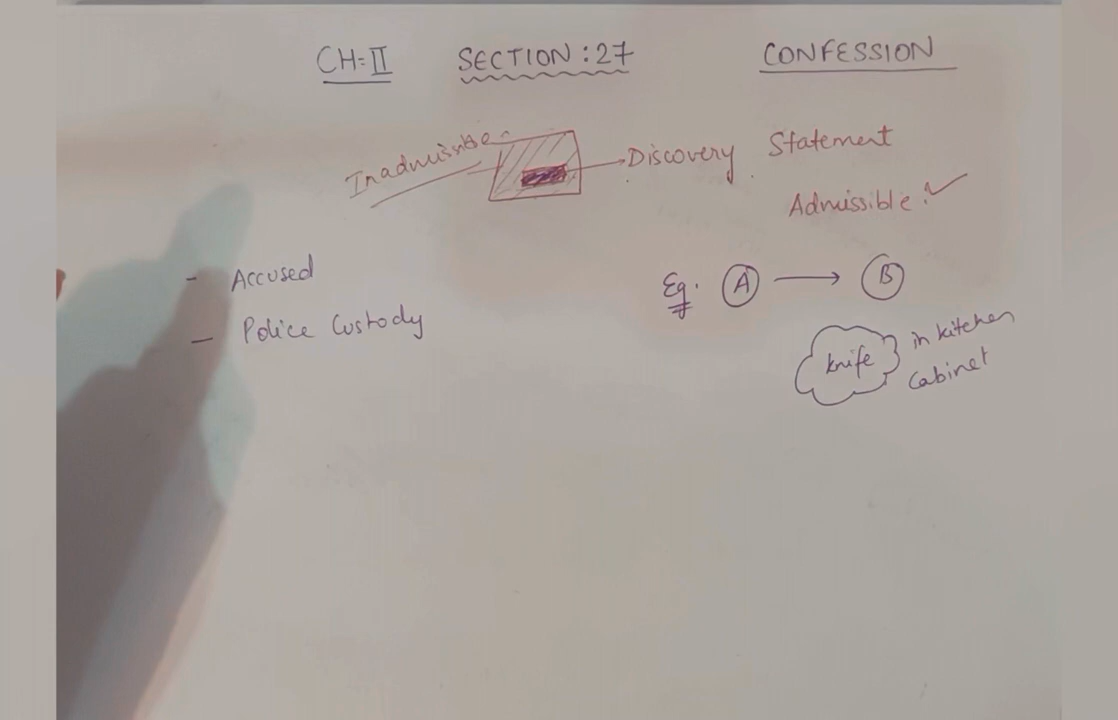 CH=II SECTION : 27 CONFESSION
Inadmissible Discovery Statement
Admissible ✓
- Accused
- Police Custody
Eg. A → B
knife in kitchen
cabinet